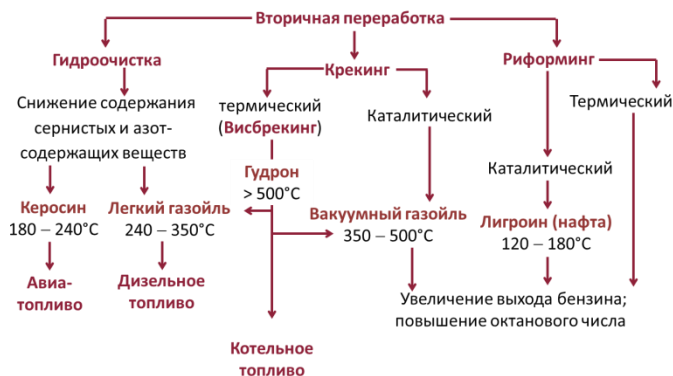 Вторичная переработка
Гидроочистка
Крекинг
Риформинг
Снижение содержания
сернистых и азот-
содержащих веществ
термический
(Висбрекинг)
Каталитический
Термический
Гудрон
> 500°C
Каталитический
Керосин
180 – 240°C
Легкий газойль
240 – 350°C
Вакуумный газойль
350 – 500°C
Лигроин (нафта)
120 – 180°C
Авиа-
топливо
Дизельное
топливо
Увеличение выхода бензина;
повышение октанового числа
Котельное
топливо